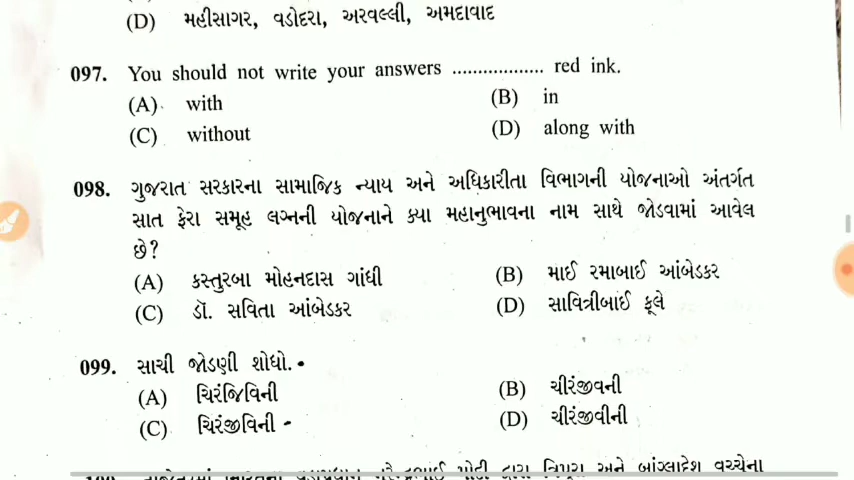 (D) મહીસાગર, વડોદરા, અરવલ્લી, અમદાવાદ
097. You should not write your answers .................. red ink.
(A) with (B) in
(C) without (D) along with
098. ગુજરાત સરકારના સામાજિક ન્યાય અને અધિકારીતા વિભાગની યોજનાઓ અંતર્ગત
સાત ફેરા સમૂહ લગ્નની યોજનાને ક્યા મહાનુભાવના નામ સાથે જોડવામાં આવેલ
છે?
(A) કસ્તુરબા મોહનદાસ ગાંધી (B) માઈ રમાબાઈ આંબેડકર
(C) ડૉ. સવિતા આંબેડકર (D) સાવિત્રીબાઈ ફૂલે
099. સાચી જોડણી શોધો.
(A) ચિરંજિવિની (B) ચીરંજીવની
(C) ચિરંજીવિની (D) ચીરંજીવીની
દ્વારા ત્રિપુરા અને બાંગ્લાદેશ વચ્ચેના